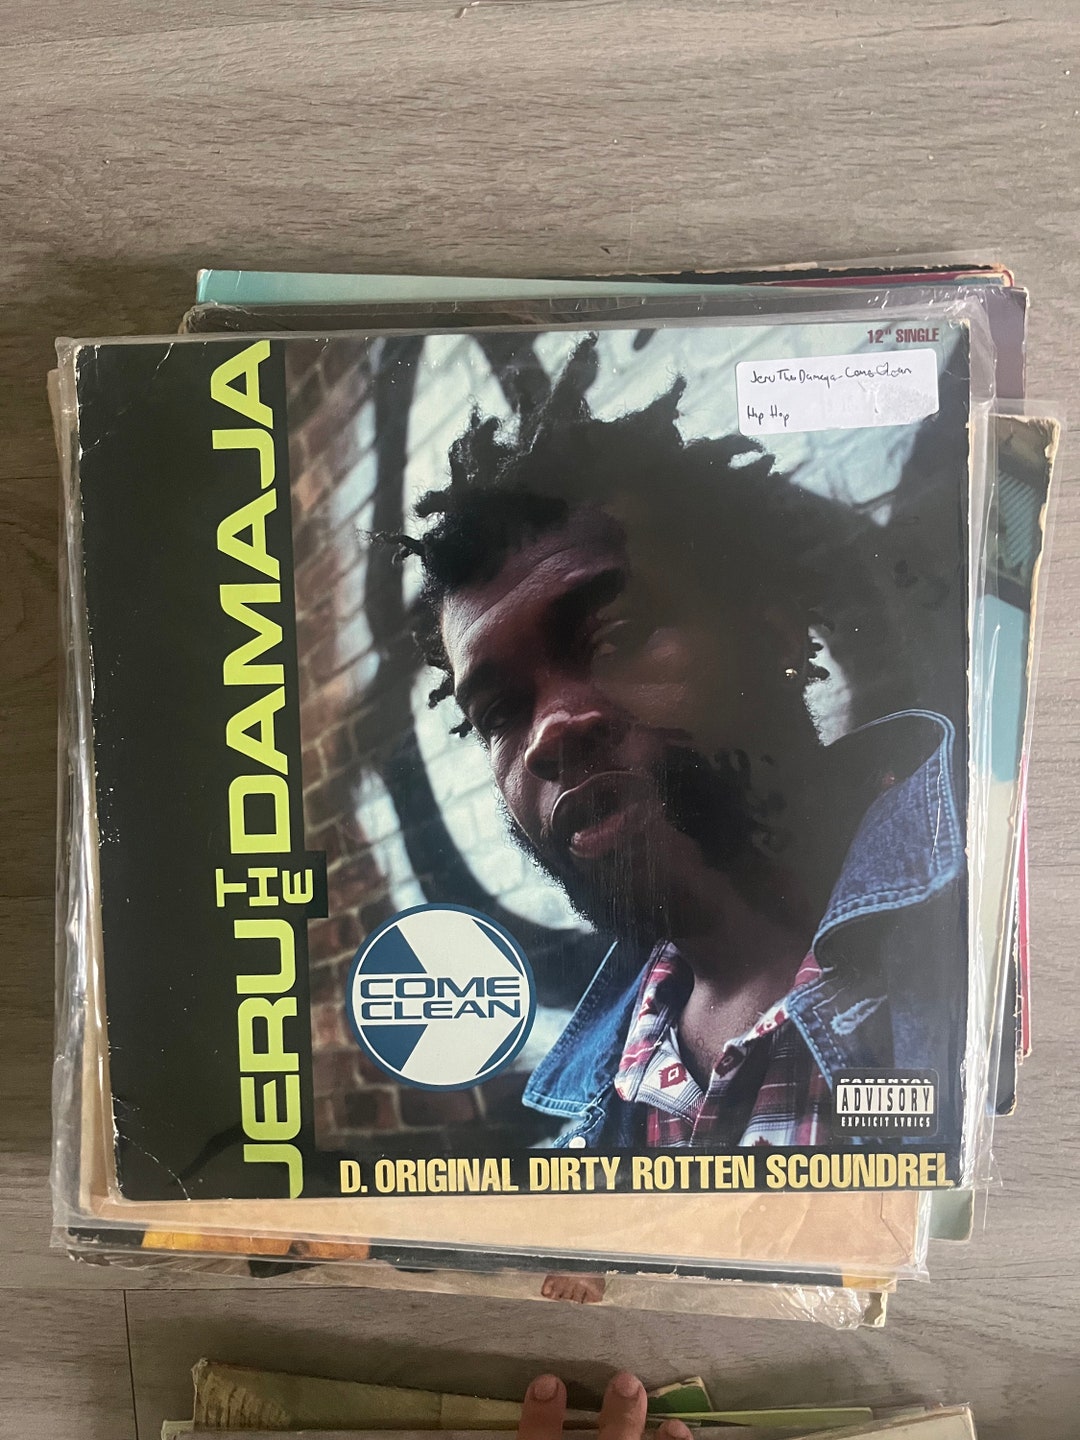 12" SINGLE
Jeru The Damaja - Come Clean
Hip Hop
JERU THE DAMAJA
COME
CLEAN
PARENTAL
ADVISORY
EXPLICIT LYRICS
D. ORIGINAL DIRTY ROTTEN SCOUNDREL